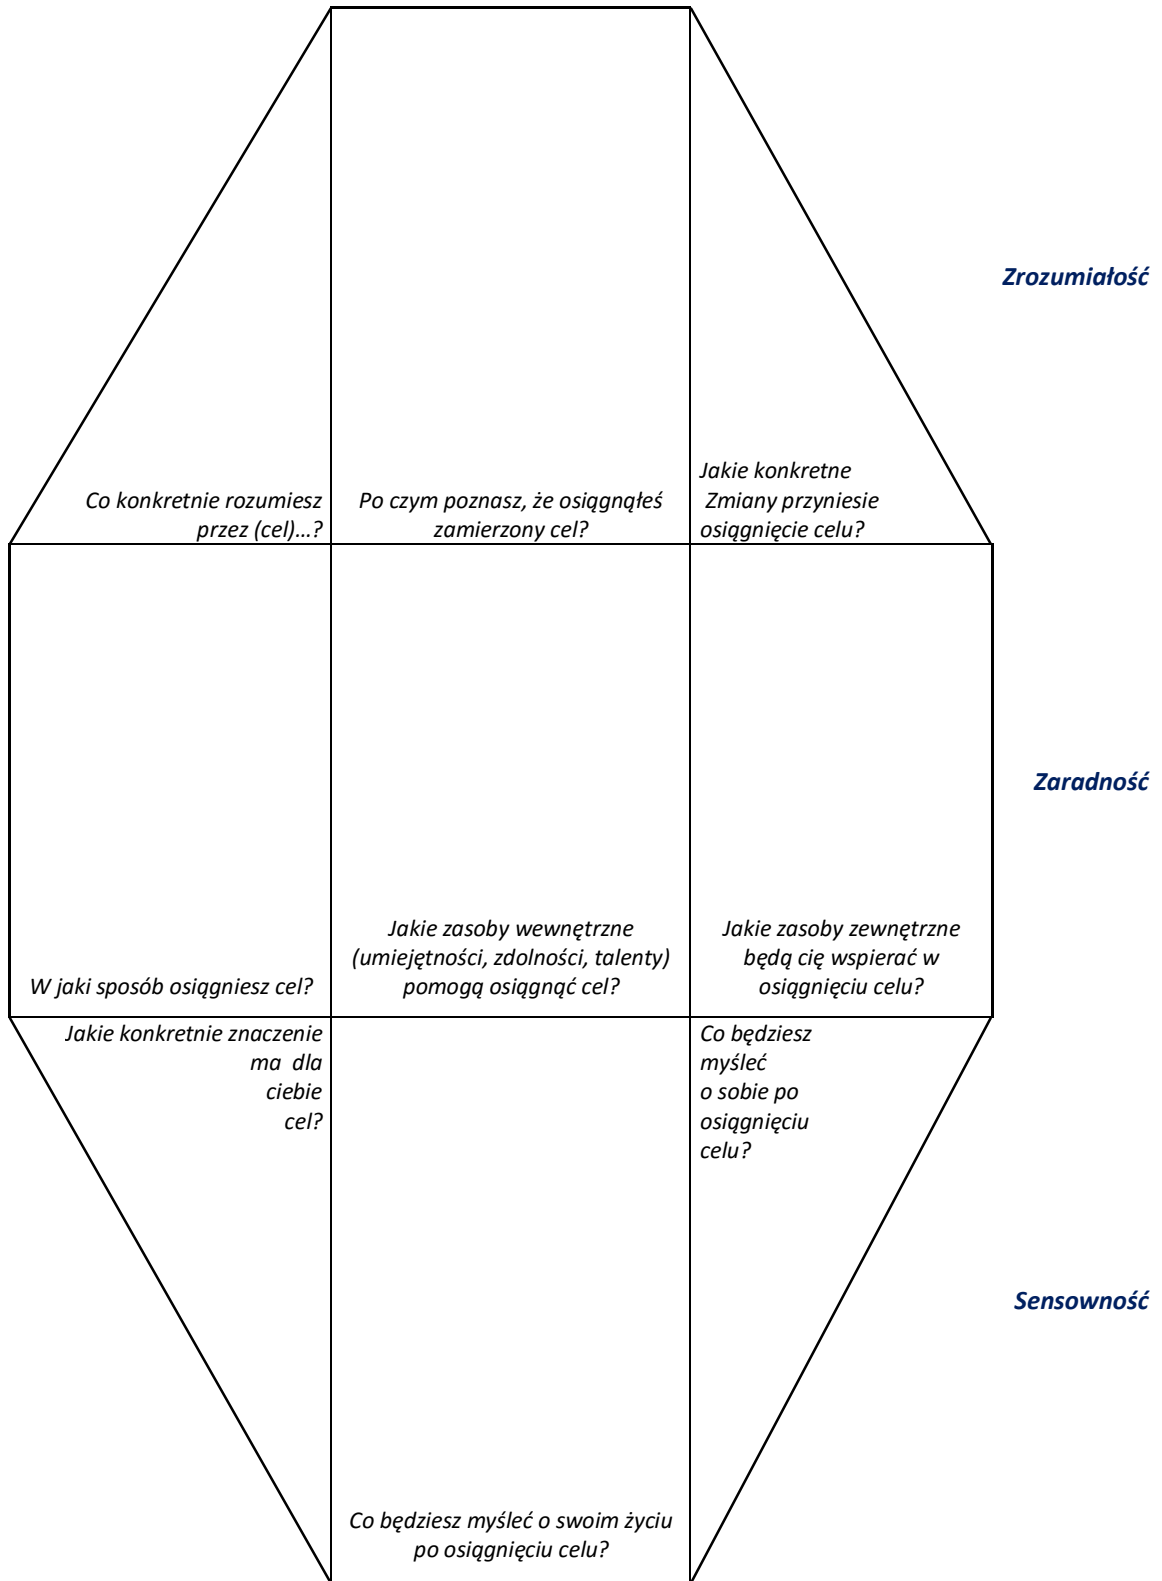 Zrozumiałość
Co konkretnie rozumiesz
przez (cel)...?
Po czym poznasz, że osiągnąłeś
zamierzony cel?
Jakie konkretne
Zmiany przyniesie
osiągnięcie celu?
Zaradność
W jaki sposób osiągniesz cel?
Jakie zasoby wewnętrzne
(umiejętności, zdolności, talenty)
pomogą osiągnąć cel?
Jakie zasoby zewnętrzne
będą cię wspierać w
osiągnięciu celu?
Jakie konkretnie znaczenie
ma dla
ciebie
cel?
Co będziesz
myśleć
o sobie po
osiągnięciu
celu?
Sensowność
Co będziesz myśleć o swoim życiu
po osiągnięciu celu?